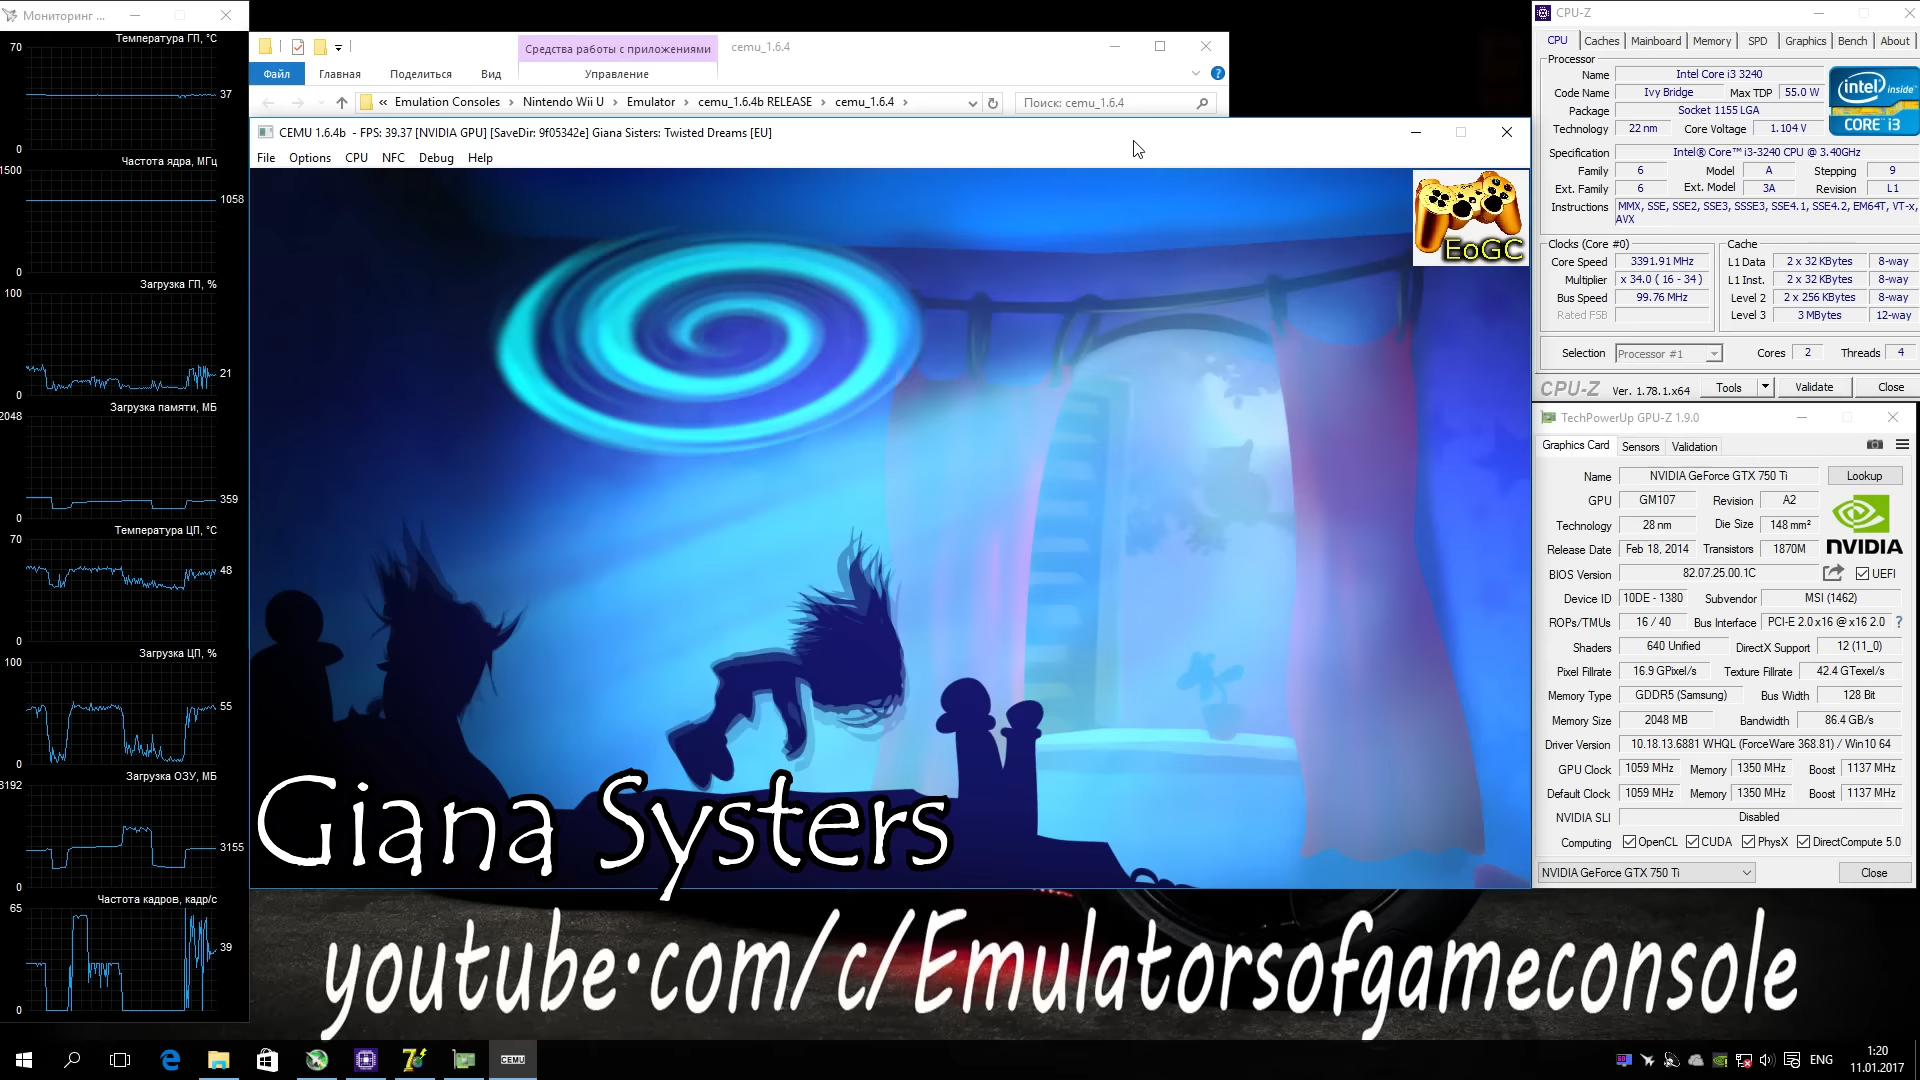 Мониторинг ...
Температура ГП, °C
70
37
0
Частота ядра, МГц
1500
1058
0
Загрузка ГП, %
100
21
0
Загрузка памяти, МБ
2048
359
0
Температура ЦП, °C
70
48
0
Загрузка ЦП, %
100
55
0
Загрузка ОЗУ, МБ
8192
3155
0
Частота кадров, кадр/с
65
39
0
Средства работы с приложениями
cemu_1.6.4
Файл
Главная
Поделиться
Вид
Управление
« Emulation Consoles › Nintendo Wii U › Emulator › cemu_1.6.4b RELEASE › cemu_1.6.4 ›
Поиск: cemu_1.6.4
CEMU 1.6.4b - FPS: 39.37 [NVIDIA GPU] [SaveDir: 9f05342e] Giana Sisters: Twisted Dreams [EU]
File Options CPU NFC Debug Help
EoGC
Giana Systers
youtube.com/c/Emulatorsofgameconsole
CPU-Z
CPU Caches Mainboard Memory SPD Graphics Bench About
Processor
Name Intel Core i3 3240
Code Name Ivy Bridge Max TDP 55.0 W
Package Socket 1155 LGA
Technology 22 nm Core Voltage 1.104 V
intel inside™
CORE i3
Specification Intel® Core™ i3-3240 CPU @ 3.40GHz
Family 6 Model A Stepping 9
Ext. Family 6 Ext. Model 3A Revision L1
Instructions MMX, SSE, SSE2, SSE3, SSSE3, SSE4.1, SSE4.2, EM64T, VT-x,
AVX
Clocks (Core #0)
Core Speed 3391.91 MHz
Multiplier x 34.0 ( 16 - 34 )
Bus Speed 99.76 MHz
Rated FSB
Cache
L1 Data 2 x 32 KBytes 8-way
L1 Inst. 2 x 32 KBytes 8-way
Level 2 2 x 256 KBytes 8-way
Level 3 3 MBytes 12-way
Selection Processor #1 Cores 2 Threads 4
CPU-Z Ver. 1.78.1.x64 Tools Validate Close
TechPowerUp GPU-Z 1.9.0
Graphics Card Sensors Validation
Name NVIDIA GeForce GTX 750 Ti Lookup
GPU GM107 Revision A2
Technology 28 nm Die Size 148 mm²
Release Date Feb 18, 2014 Transistors 1870M
NVIDIA
BIOS Version 82.07.25.00.1C UEFI
Device ID 10DE - 1380 Subvendor MSI (1462)
ROPs/TMUs 16 / 40 Bus Interface PCI-E 2.0 x16 @ x16 2.0 ?
Shaders 640 Unified DirectX Support 12 (11_0)
Pixel Fillrate 16.9 GPixel/s Texture Fillrate 42.4 GTexel/s
Memory Type GDDR5 (Samsung) Bus Width 128 Bit
Memory Size 2048 MB Bandwidth 86.4 GB/s
Driver Version 10.18.13.6881 WHQL (ForceWare 368.81) / Win10 64
GPU Clock 1059 MHz Memory 1350 MHz Boost 1137 MHz
Default Clock 1059 MHz Memory 1350 MHz Boost 1137 MHz
NVIDIA SLI Disabled
Computing OpenCL CUDA PhysX DirectCompute 5.0
NVIDIA GeForce GTX 750 Ti Close
CEMU
ENG
1:20
11.01.2017